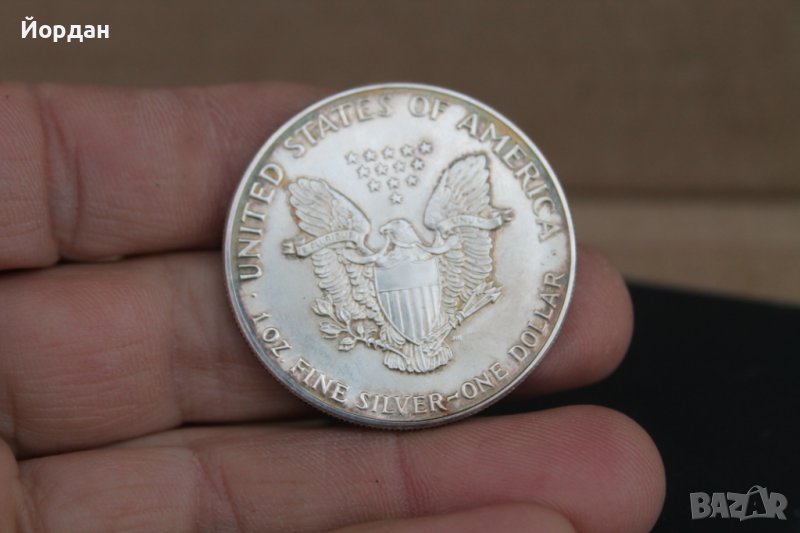 Йордан
UNITED STATES OF AMERICA
· 1 OZ. FINE SILVER~ONE DOLLAR ·
BAZAR